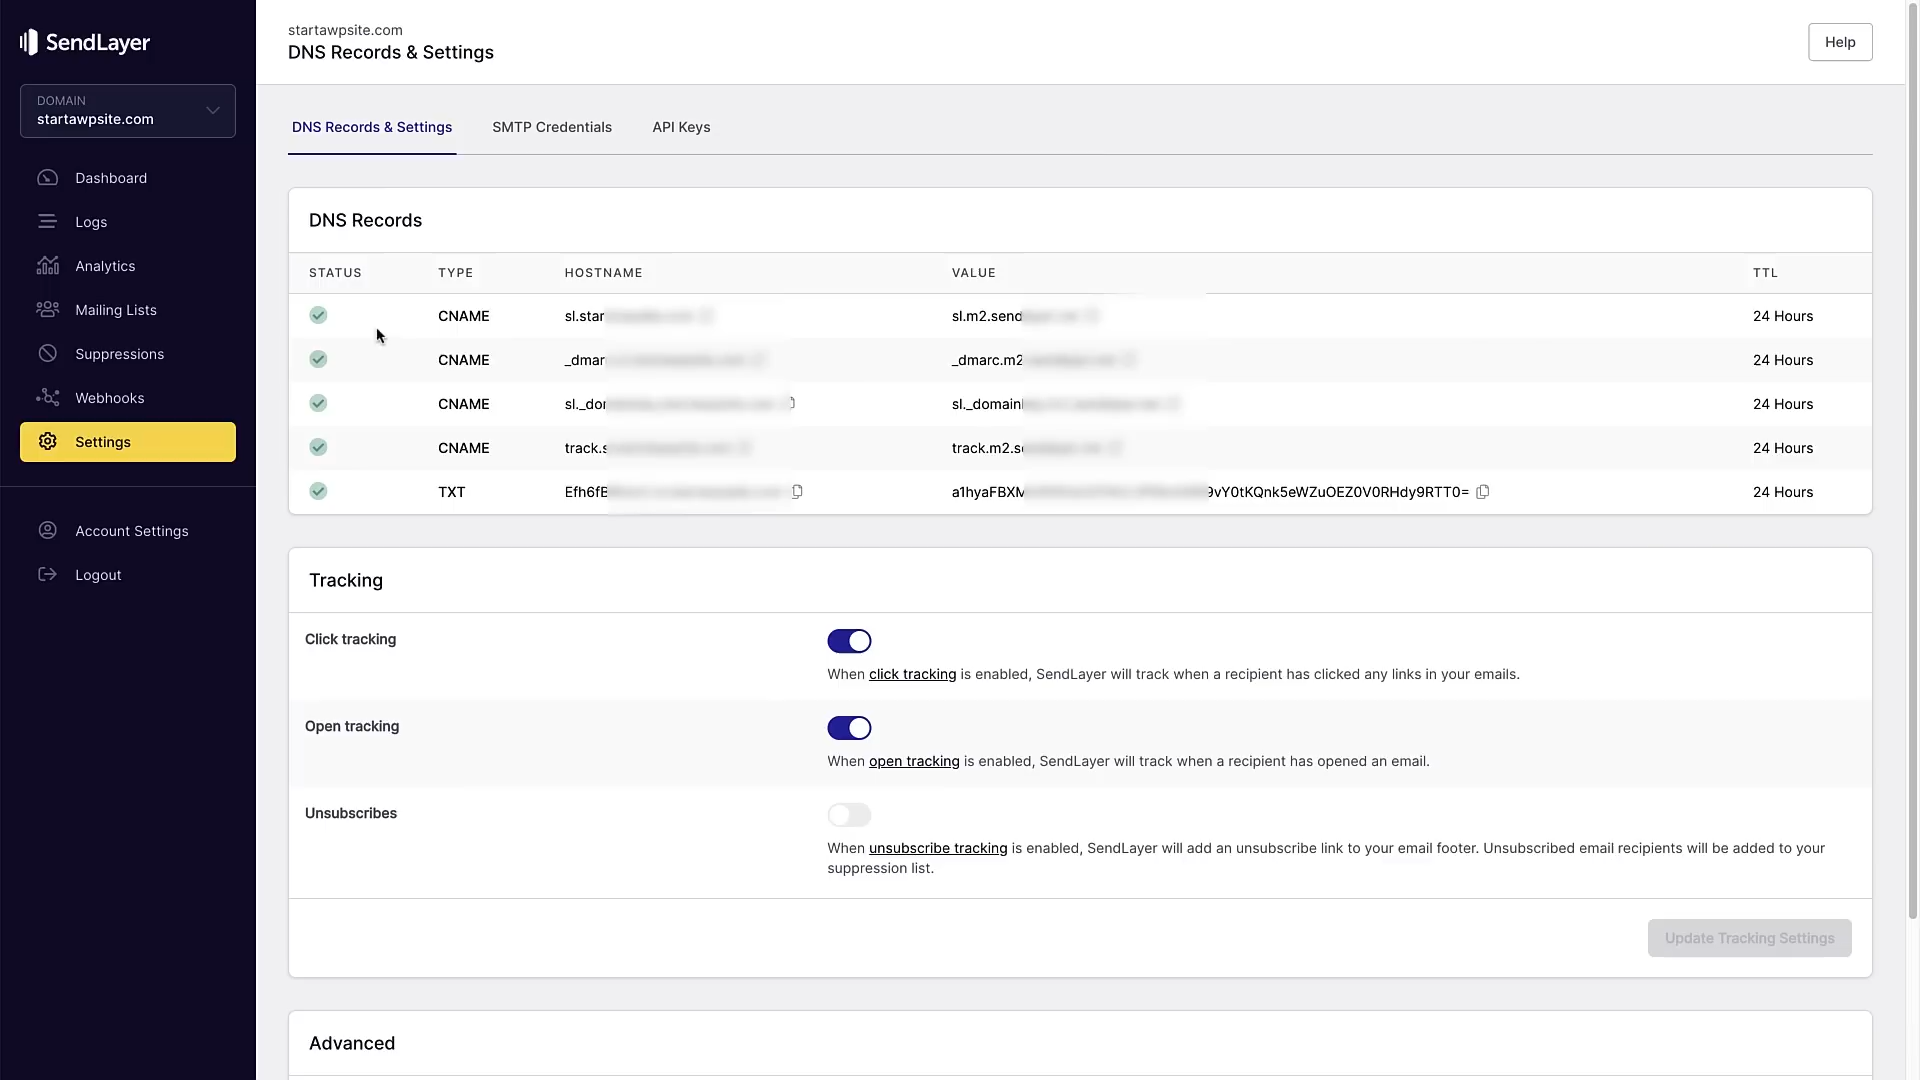 SendLayer
DOMAIN
startawpsite.com
Dashboard
Logs
Analytics
Mailing Lists
Suppressions
Webhooks
Settings
Account Settings
Logout
startawpsite.com
DNS Records & Settings
Help
DNS Records & Settings SMTP Credentials API Keys
DNS Records
STATUS TYPE HOSTNAME VALUE TTL
CNAME sl.star sl.m2.send 24 Hours
CNAME _dmar _dmarc.m2 24 Hours
CNAME sl._do sl._domain 24 Hours
CNAME track.s track.m2.s 24 Hours
TXT Efh6fB a1hyaFBXM 9vY0tKQnk5eWZuOEZ0V0RHdy9RTT0= 24 Hours
Tracking
Click tracking
When click tracking is enabled, SendLayer will track when a recipient has clicked any links in your emails.
Open tracking
When open tracking is enabled, SendLayer will track when a recipient has opened an email.
Unsubscribes
When unsubscribe tracking is enabled, SendLayer will add an unsubscribe link to your email footer. Unsubscribed email recipients will be added to your
suppression list.
Update Tracking Settings
Advanced